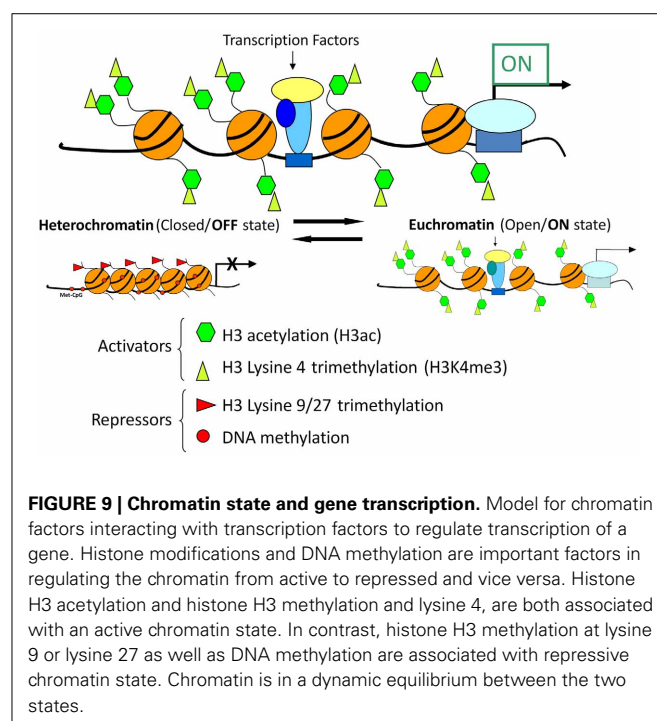 Transcription Factors
ON
Heterochromatin (Closed/OFF state)
Euchromatin (Open/ON state)
X
Met-CpG
Activators
H3 acetylation (H3ac)
H3 Lysine 4 trimethylation (H3K4me3)
Repressors
H3 Lysine 9/27 trimethylation
DNA methylation
FIGURE 9 | Chromatin state and gene transcription. Model for chromatin
factors interacting with transcription factors to regulate transcription of a
gene. Histone modifications and DNA methylation are important factors in
regulating the chromatin from active to repressed and vice versa. Histone
H3 acetylation and histone H3 methylation and lysine 4, are both associated
with an active chromatin state. In contrast, histone H3 methylation at lysine
9 or lysine 27 as well as DNA methylation are associated with repressive
chromatin state. Chromatin is in a dynamic equilibrium between the two
states.